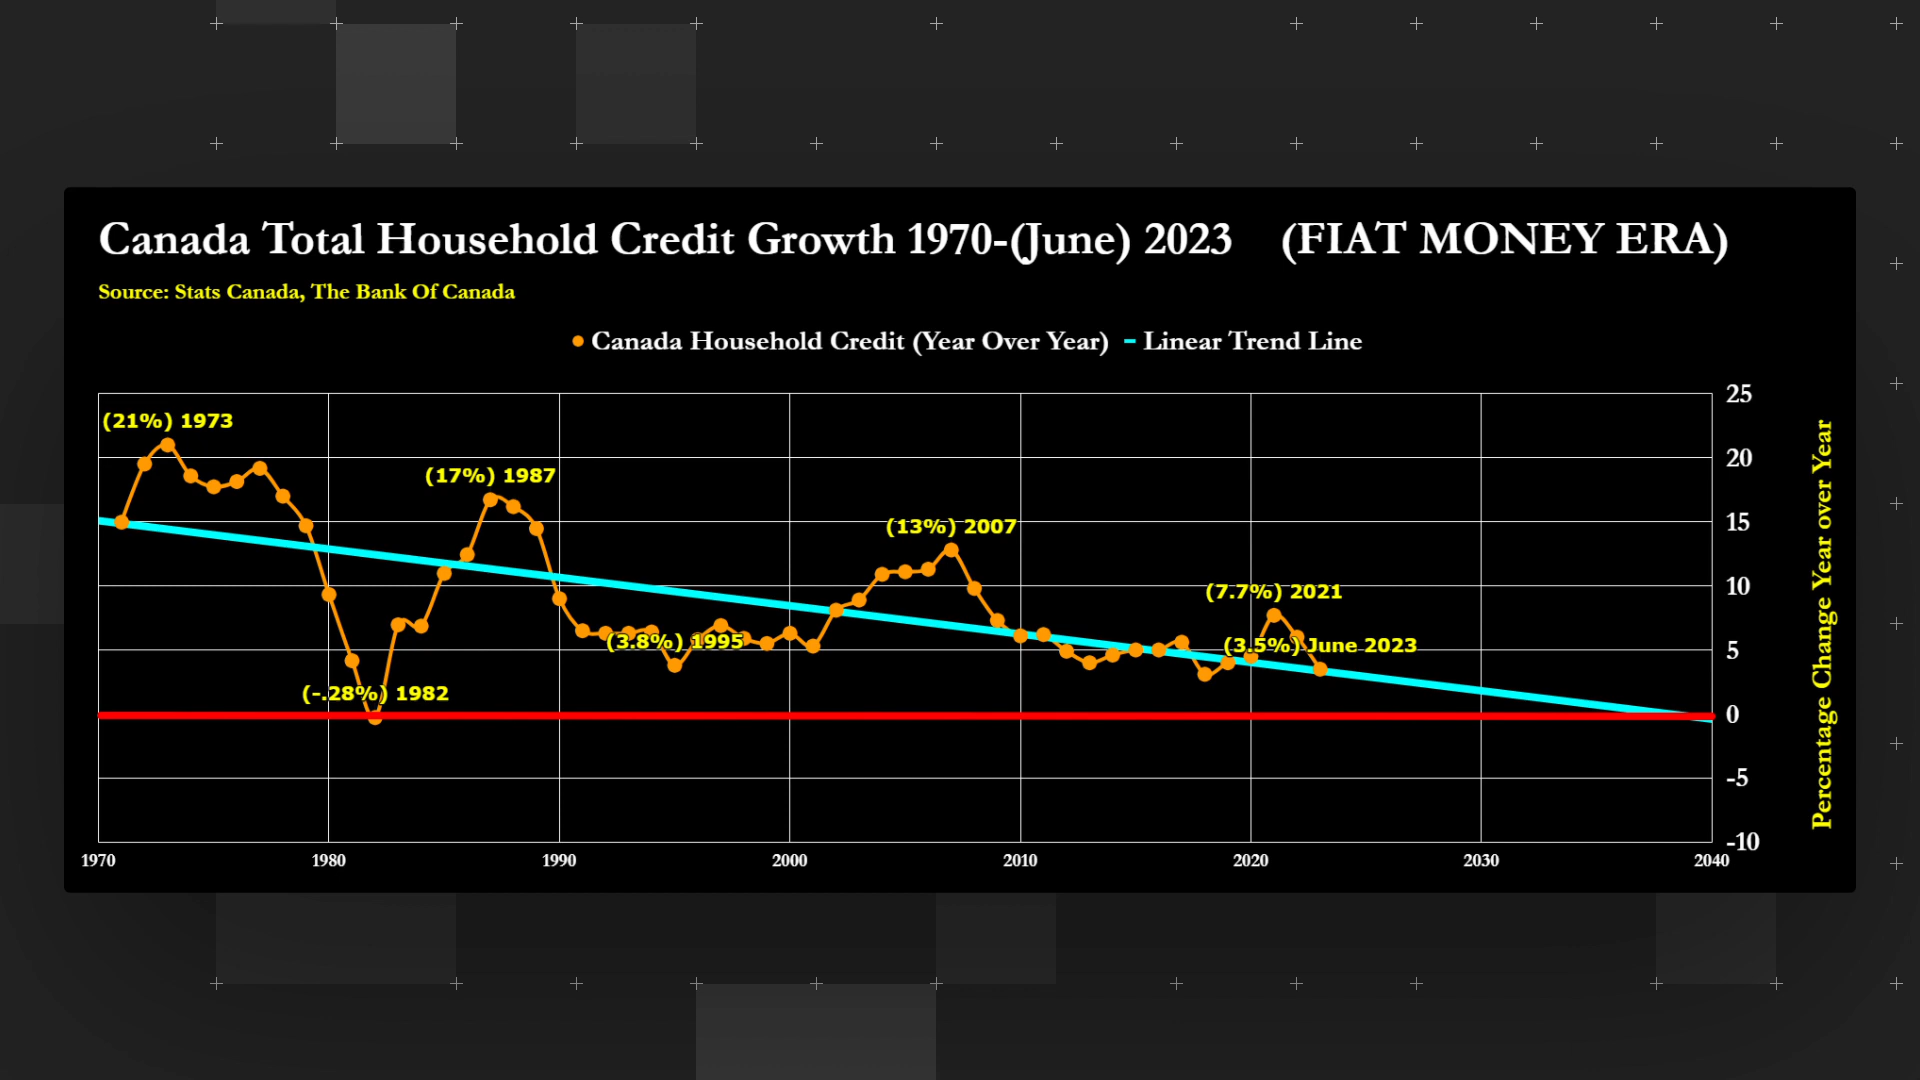 Canada Total Household Credit Growth 1970-(June) 2023 (FIAT MONEY ERA)
Source: Stats Canada, The Bank Of Canada
Canada Household Credit (Year Over Year) Linear Trend Line
25
(21%) 1973
20
(17%) 1987
15
(13%) 2007
10
(7.7%) 2021
(3.8%) 1995
(3.5%) June 2023
5
(-.28%) 1982
0
-5
-10
Percentage Change Year over Year
1970 1980 1990 2000 2010 2020 2030 2040